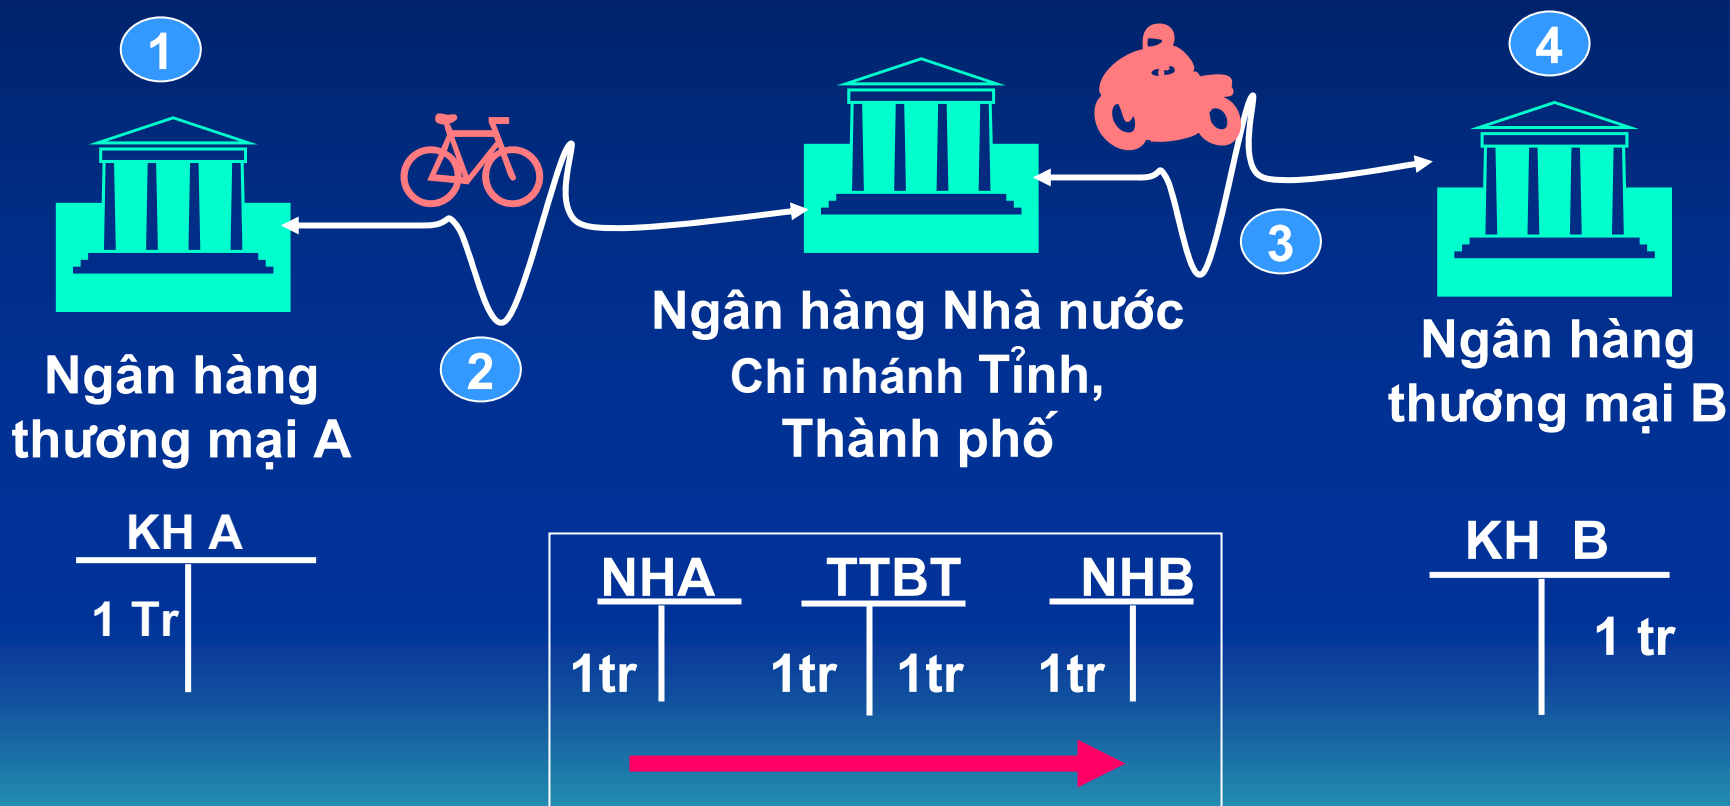 1
4
3
2
Ngân hàng
thương mại A
Ngân hàng Nhà nước
Chi nhánh Tỉnh,
Thành phố
Ngân hàng
thương mại B
KH A
1 Tr
NHA
1tr
TTBT
1tr 1tr
NHB
1tr
KH B
1 tr